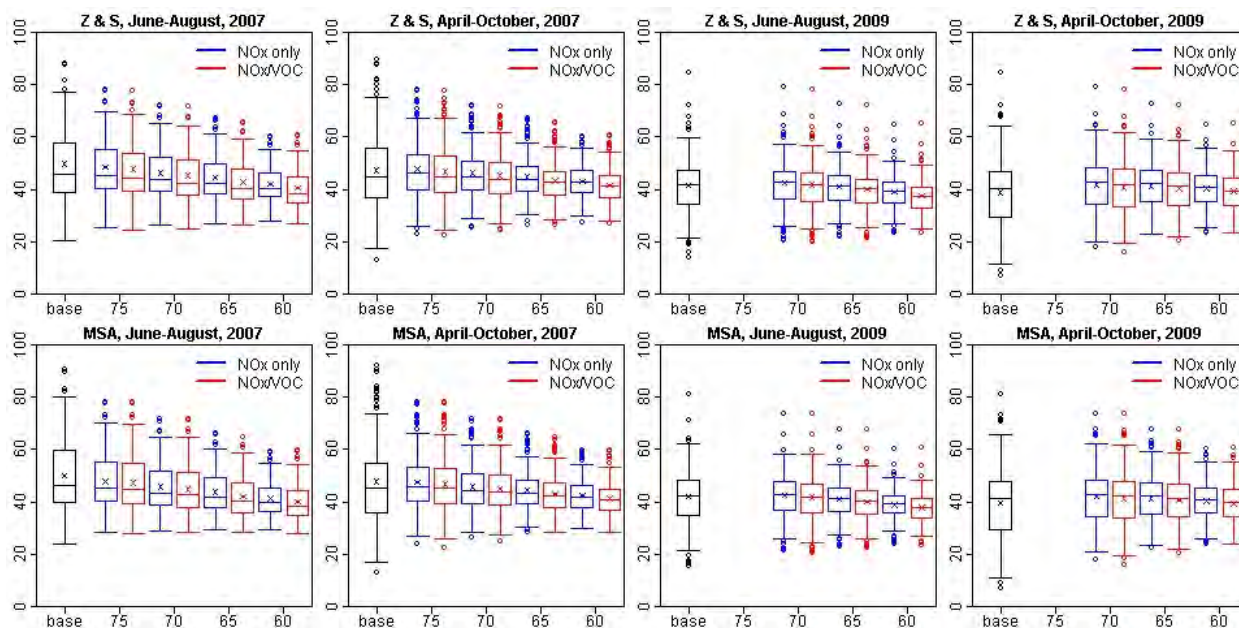 Z & S, June-August, 2007
NOx only
NOx/VOC
0 20 40 60 80 100
base 75 70 65 60
Z & S, April-October, 2007
NOx only
NOx/VOC
0 20 40 60 80 100
base 75 70 65 60
Z & S, June-August, 2009
NOx only
NOx/VOC
0 20 40 60 80 100
base 75 70 65 60
Z & S, April-October, 2009
NOx only
NOx/VOC
0 20 40 60 80 100
base 75 70 65 60
MSA, June-August, 2007
NOx only
NOx/VOC
0 20 40 60 80 100
base 75 70 65 60
MSA, April-October, 2007
NOx only
NOx/VOC
0 20 40 60 80 100
base 75 70 65 60
MSA, June-August, 2009
NOx only
NOx/VOC
0 20 40 60 80 100
base 75 70 65 60
MSA, April-October, 2009
NOx only
NOx/VOC
0 20 40 60 80 100
base 75 70 65 60